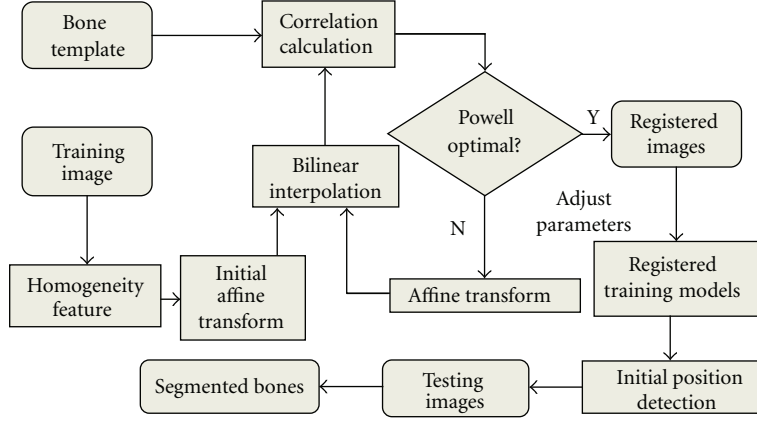 Bone
template
Correlation
calculation
Training
image
Bilinear
interpolation
Powell
optimal?
Y
Registered
images
Adjust
parameters
N
Homogeneity
feature
Initial
affine
transform
Affine transform
Registered
training models
Segmented bones
Testing
images
Initial position
detection